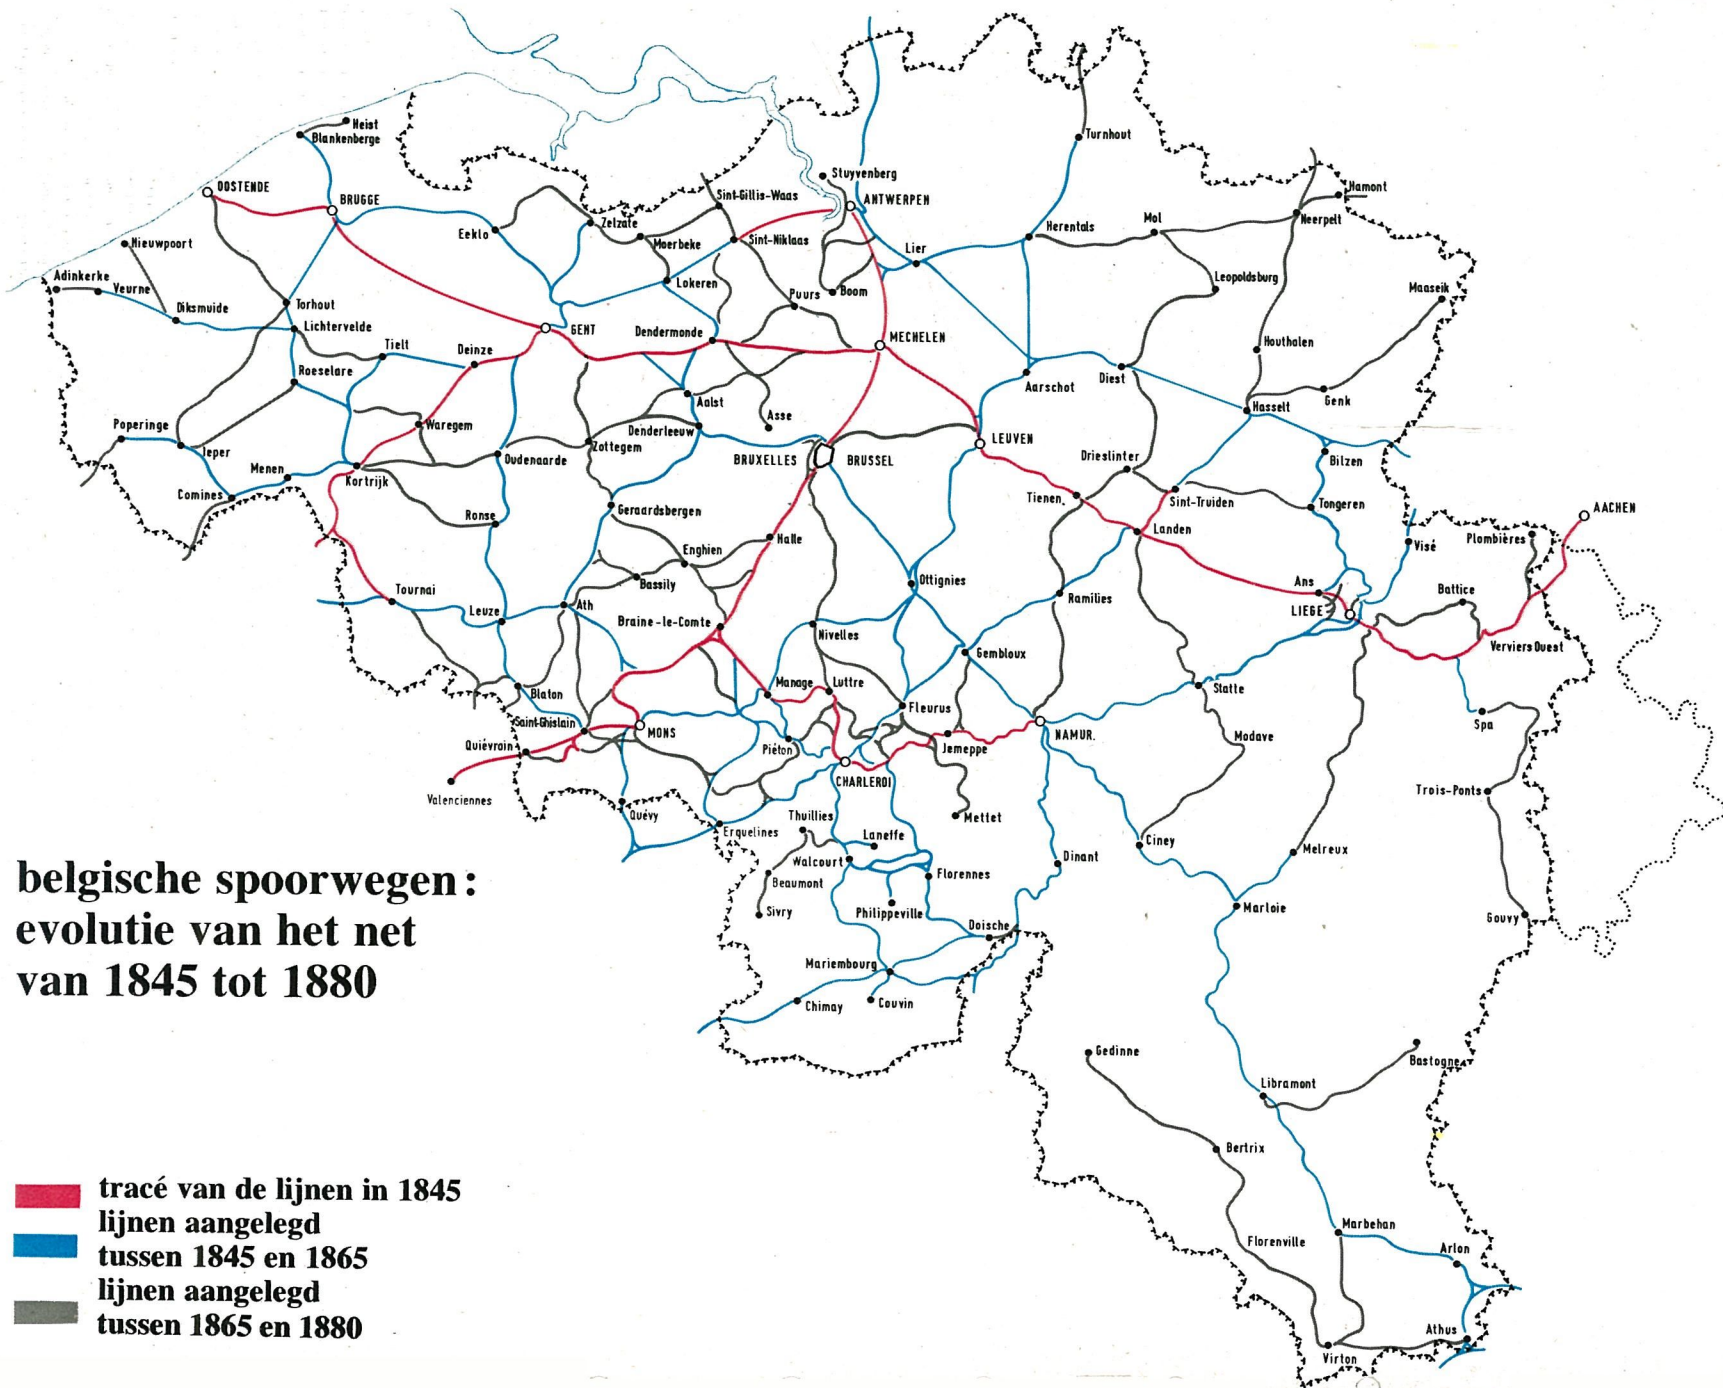 Heist
Blankenberge
OOSTENDE
BRUGGE
Nieuwpoort
Adinkerke
Veurne
Diksmuide
Torhout
Lichtervelde
Tielt
Roeselare
Deinze
Eeklo
Zelzate
Moerbeke
Sint-Gillis-Waas
Sint-Niklaas
Lokeren
GENT
Dendermonde
Puurs
Boom
Stuyvenberg
ANTWERPEN
Lier
MECHELEN
Turnhout
Herentals
Mol
Neerpelt
Hamont
Leopoldsburg
Maaseik
Houthalen
Genk
Aarschot
Diest
Hasselt
Bilzen
Poperinge
Ieper
Comines
Menen
Kortrijk
Waregem
Oudenaarde
Ronse
Zottegem
Aalst
Asse
Denderleeuw
BRUXELLES
BRUSSEL
LEUVEN
Tienen
Drieslinter
Sint-Truiden
Landen
Tongeren
Visé
Plombières
AACHEN
Battice
Verviers Ouest
Ans
LIEGE
Geraardsbergen
Enghien
Halle
Bassily
Tournai
Leuze
Ath
Braine-le-Comte
Nivelles
Ottignies
Ramilies
Gembloux
Blaton
Saint-Ghislain
Quiévrain
Valenciennes
MONS
Manage
Luttre
Piéton
Fleurus
CHARLEROI
Jemeppe
NAMUR.
Statte
Modave
Spa
Trois-Ponts
Gouvy
Quévy
Erquelines
Thuillies
Laneffe
Walcourt
Beaumont
Sivry
Philippeville
Florennes
Mettet
Doische
Dinant
Ciney
Melreux
Marloie
Mariembourg
Chimay
Couvin
Gedinne
Bertrix
Libramont
Bastogne
Florenville
Marbehan
Arlon
Athus
Virton
belgische spoorwegen:
evolutie van het net
van 1845 tot 1880
tracé van de lijnen in 1845
lijnen aangelegd
tussen 1845 en 1865
lijnen aangelegd
tussen 1865 en 1880